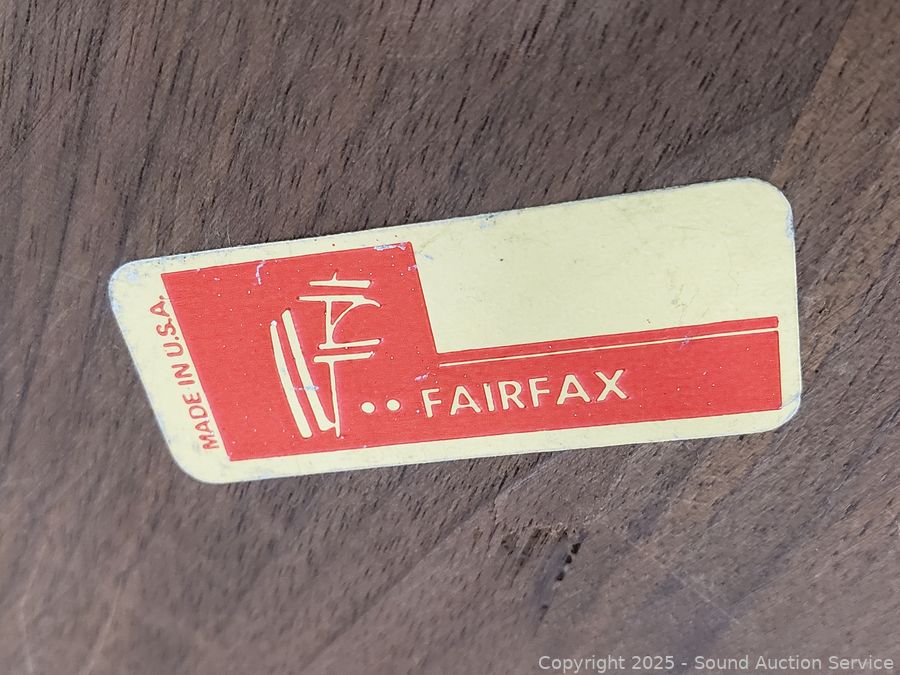 MADE IN U.S.A.
FAIRFAX
Copyright 2025 - Sound Auction Service